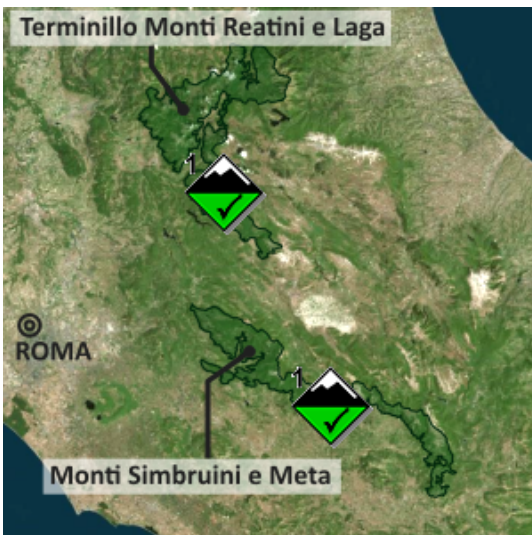 Terminillo Monti Reatini e Laga
1
ROMA
1
Monti Simbruini e Meta